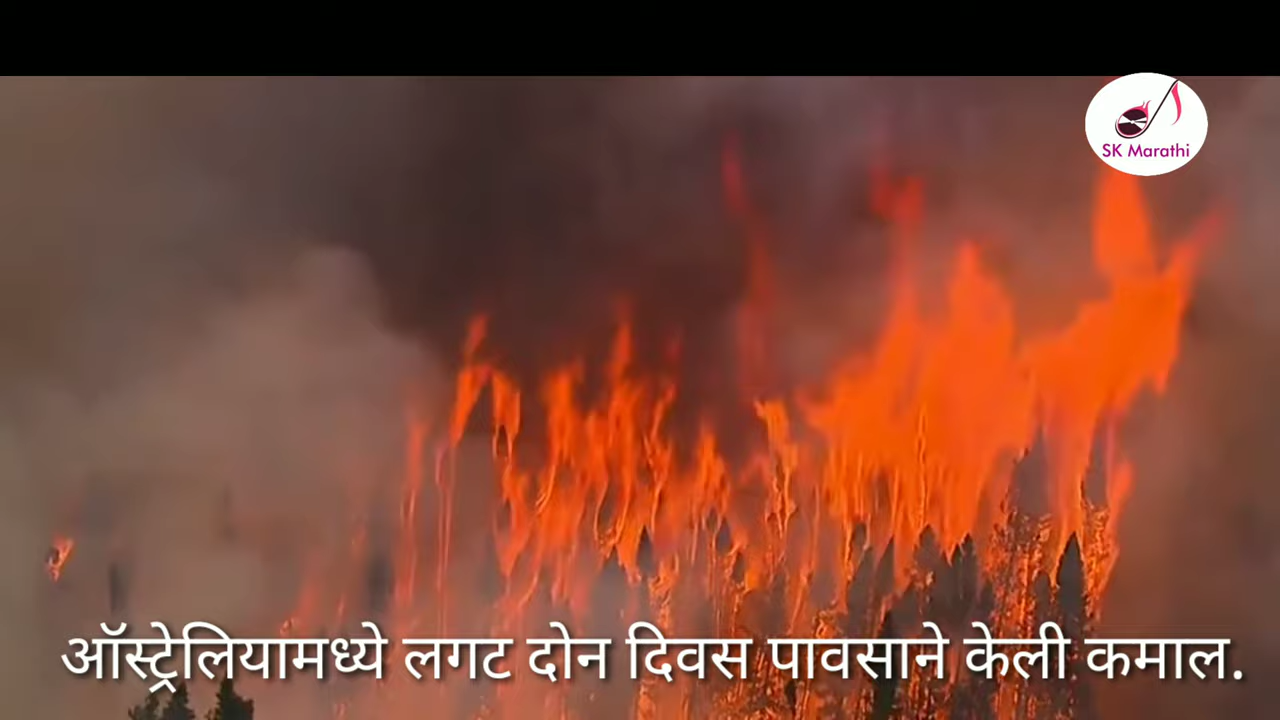 SK Marathi
ऑस्ट्रेलियामध्ये लगट दोन दिवस पावसाने केली कमाल.